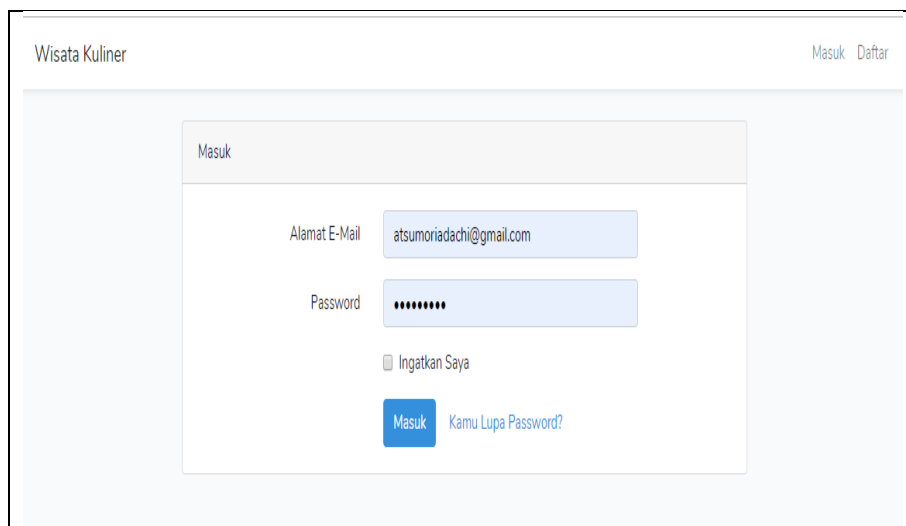 Wisata Kuliner Masuk Daftar
Masuk
Alamat E-Mail atsumoriadachi@gmail.com
Password •••••••••
Ingatkan Saya
Masuk Kamu Lupa Password?